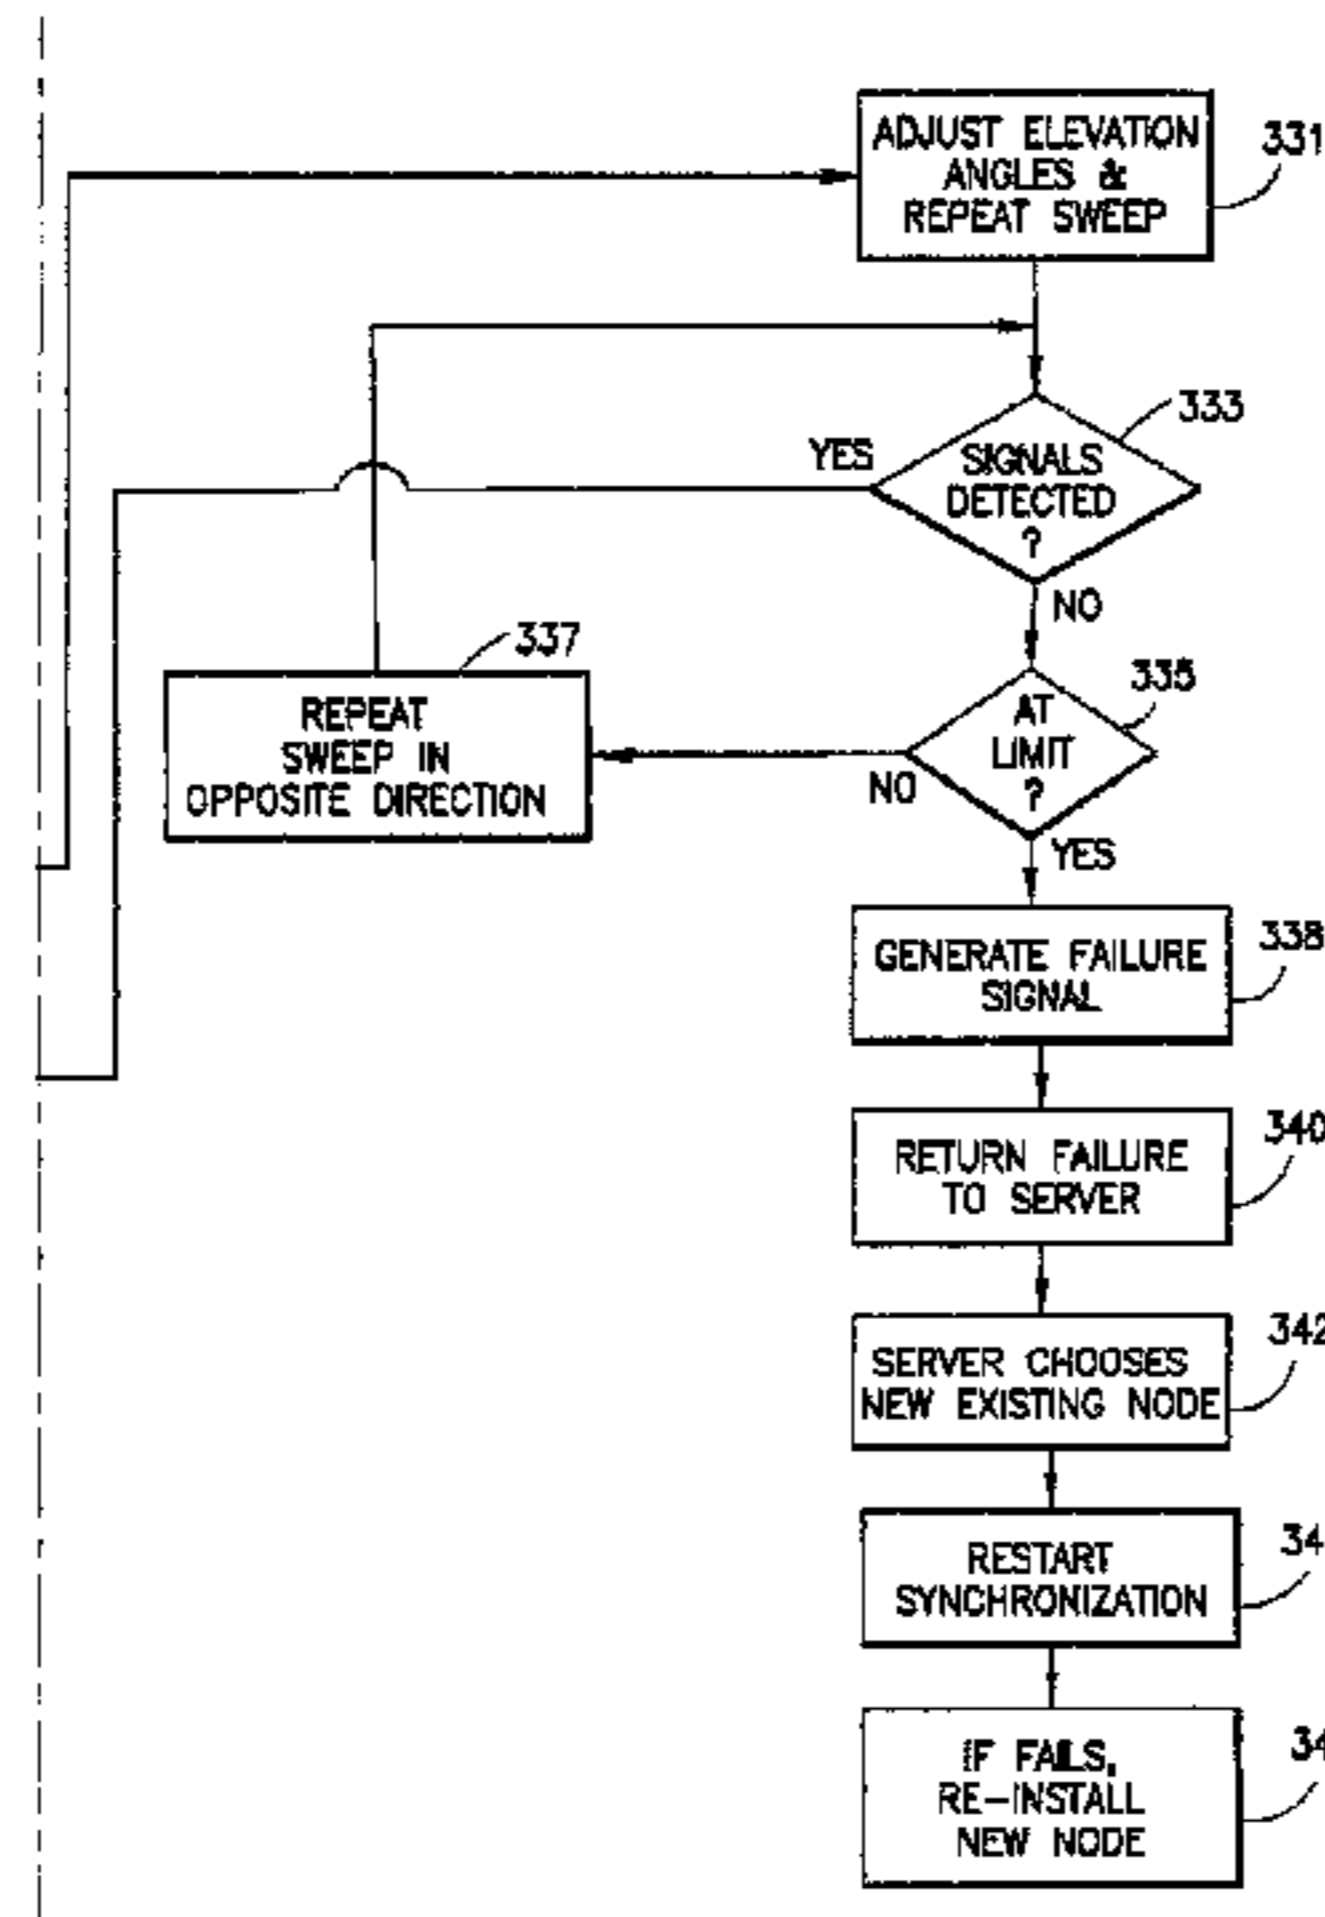 ADJUST ELEVATION
ANGLES &
REPEAT SWEEP
331
333
YES
SIGNALS
DETECTED
?
NO
337
335
REPEAT
SWEEP IN
OPPOSITE DIRECTION
AT
LIMIT
?
NO
YES
338
GENERATE FAILURE
SIGNAL
340
RETURN FAILURE
TO SERVER
342
SERVER CHOOSES
NEW EXISTING NODE
34
RESTART
SYNCHRONIZATION
34
IF FAILS,
RE-INSTALL
NEW NODE